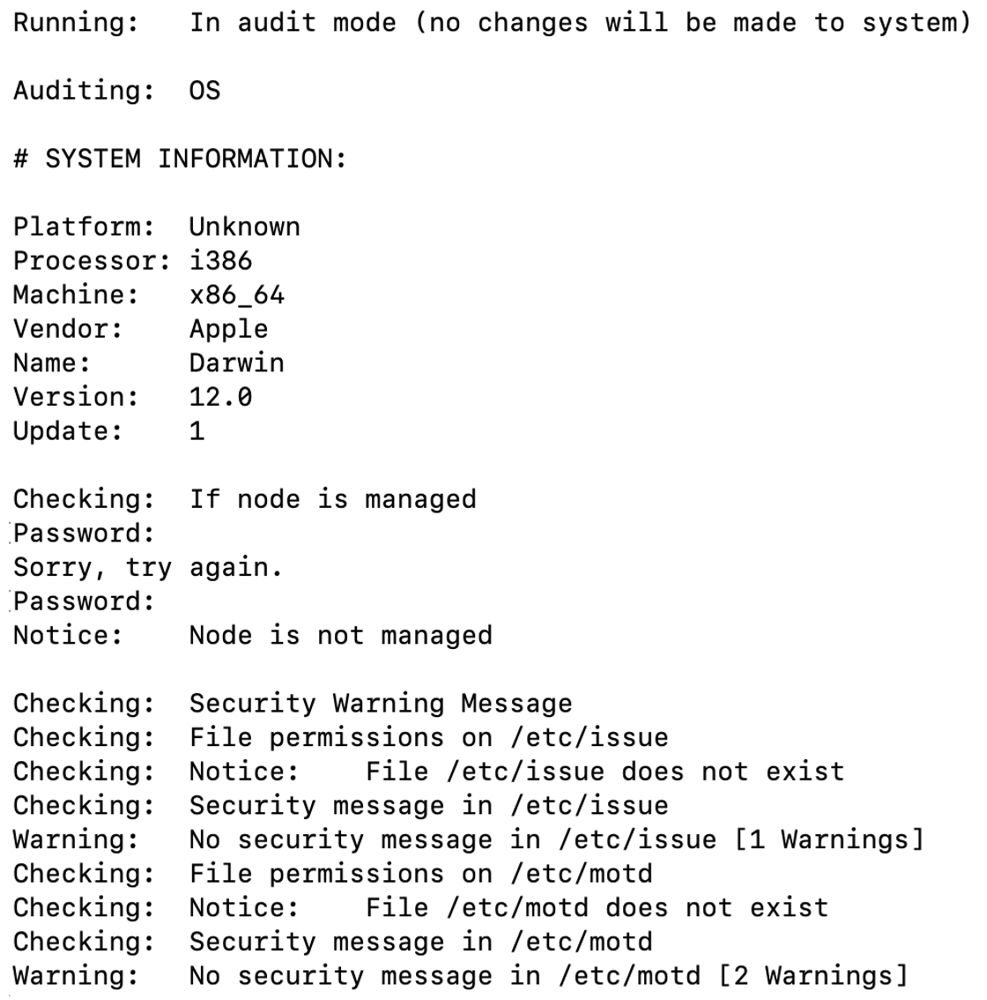 Running:   In audit mode (no changes will be made to system)
Auditing:  OS
# SYSTEM INFORMATION:
Platform:  Unknown
Processor: i386
Machine:   x86_64
Vendor:    Apple
Name:      Darwin
Version:   12.0
Update:    1
Checking:  If node is managed
Password:
Sorry, try again.
Password:
Notice:    Node is not managed
Checking:  Security Warning Message
Checking:  File permissions on /etc/issue
Checking:  Notice:    File /etc/issue does not exist
Checking:  Security message in /etc/issue
Warning:   No security message in /etc/issue [1 Warnings]
Checking:  File permissions on /etc/motd
Checking:  Notice:    File /etc/motd does not exist
Checking:  Security message in /etc/motd
Warning:   No security message in /etc/motd [2 Warnings]